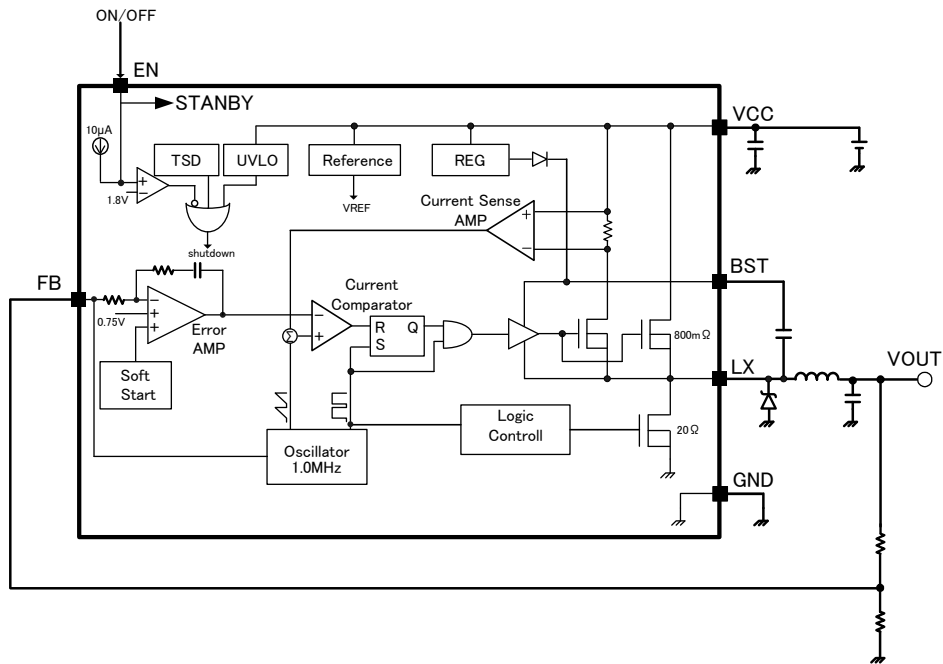 ON/OFF
EN
STANBY
VCC
10μA
TSD
UVLO
Reference
REG
1.8V
VREF
Current Sense
AMP
+
−
+
−
shutdown
FB
BST
Current
Comparator
−
+
+
0.75V
Error
AMP
−
+
Σ
R
Q
S
800mΩ
LX
VOUT
Soft
Start
Logic
Controll
20Ω
Oscillator
1.0MHz
GND